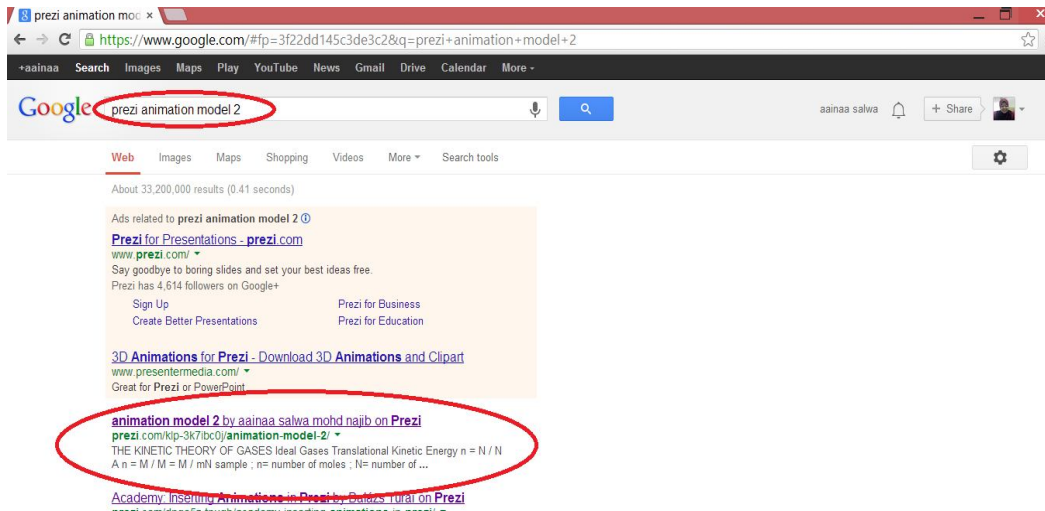 prezi animation mod
https://www.google.com/#fp=3f22dd145c3de3c2&q=prezi+animation+model+2
+aainaa Search Images Maps Play YouTube News Gmail Drive Calendar More
Google prezi animation model 2 aainaa salwa + Share
Web Images Maps Shopping Videos More Search tools
About 33,200,000 results (0.41 seconds)
Ads related to prezi animation model 2
Prezi for Presentations - prezi.com
www.prezi.com/
Say goodbye to boring slides and set your best ideas free.
Prezi has 4,614 followers on Google+
Sign Up Prezi for Business
Create Better Presentations Prezi for Education
3D Animations for Prezi - Download 3D Animations and Clipart
www.presentermedia.com/
Great for Prezi or PowerPoint
animation model 2 by aainaa salwa mohd najib on Prezi
prezi.com/klp-3k7ibc0j/animation-model-2/
THE KINETIC THEORY OF GASES Ideal Gases Translational Kinetic Energy n = N / N
A n = M / M = M / mN sample ; n= number of moles ; N= number of ...
Academy: Inserting Animations in Prezi by Balázs Turai on Prezi